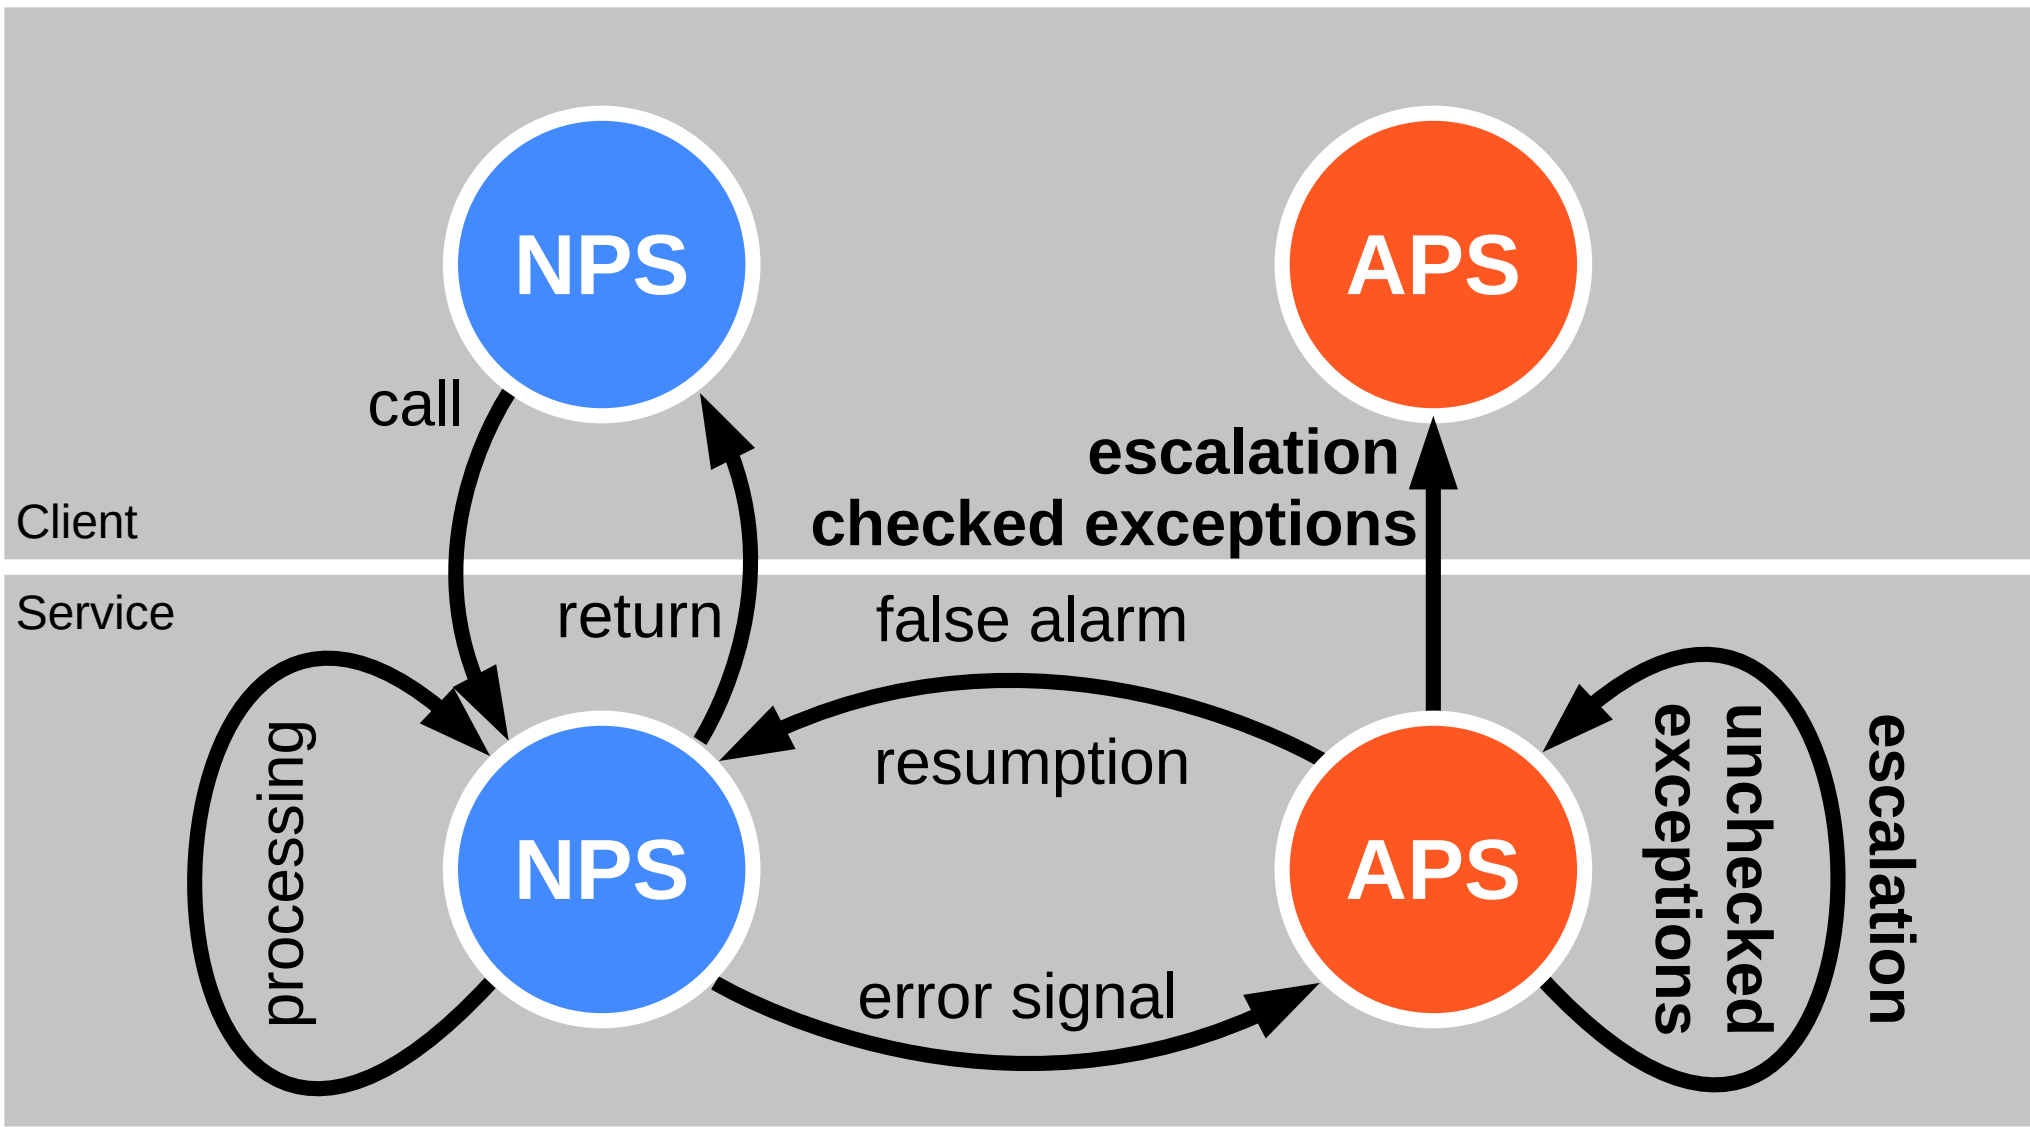 NPS
APS
call
escalation
checked exceptions
Client
Service
return
false alarm
resumption
processing
NPS
APS
unchecked
exceptions
escalation
error signal